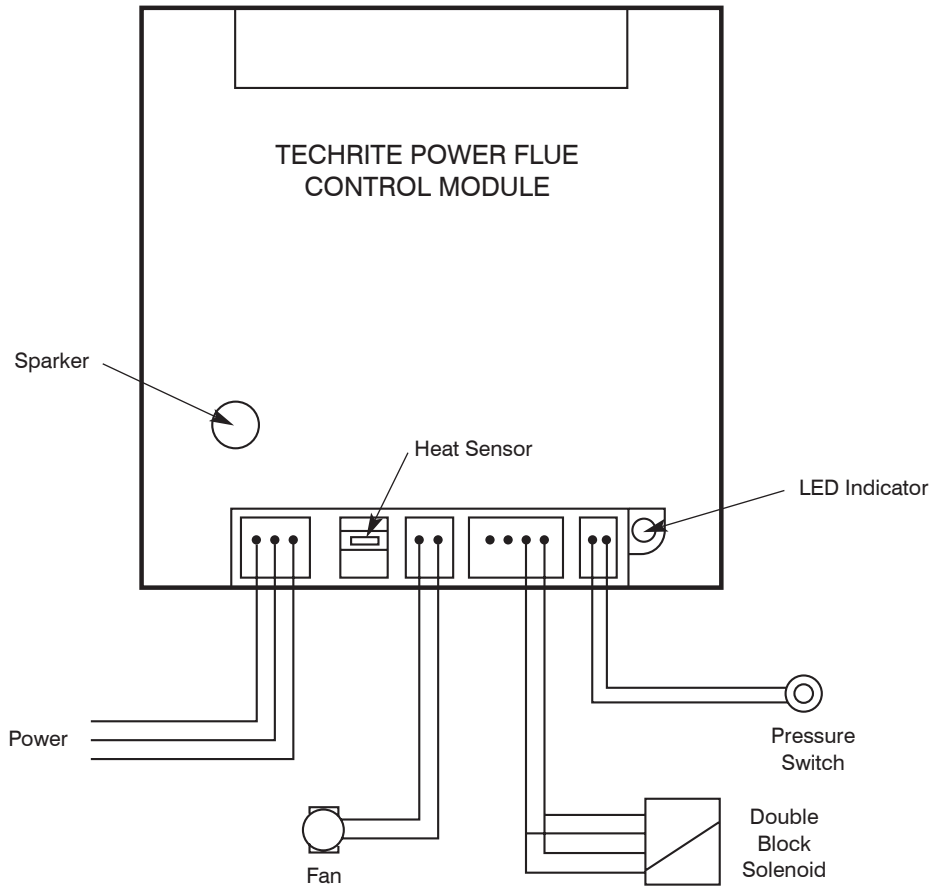 TECHRITE POWER FLUE
CONTROL MODULE
Sparker
Heat Sensor
LED Indicator
Power
Pressure
Switch
Fan
Double
Block
Solenoid